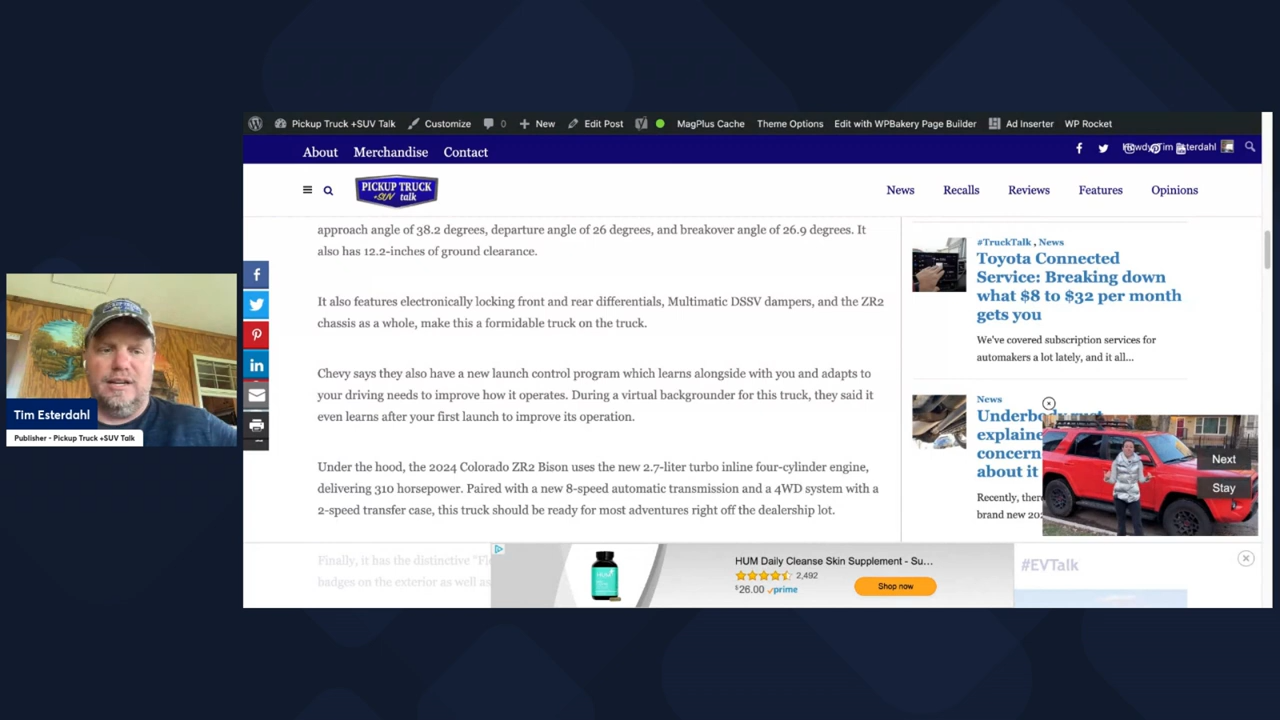 Pickup Truck +SUV Talk
Customize
0
New
Edit Post
MagPlus Cache
Theme Options
Edit with WPBakery Page Builder
Ad Inserter
WP Rocket
About
Merchandise
Contact
Tim Esterdahl
PICKUP TRUCK
+SUV talk
News
Recalls
Reviews
Features
Opinions
approach angle of 38.2 degrees, departure angle of 26 degrees, and breakover angle of 26.9 degrees. It
also has 12.2-inches of ground clearance.
It also features electronically locking front and rear differentials, Multimatic DSSV dampers, and the ZR2
chassis as a whole, make this a formidable truck on the truck.
Chevy says they also have a new launch control program which learns alongside with you and adapts to
your driving needs to improve how it operates. During a virtual backgrounder for this truck, they said it
even learns after your first launch to improve its operation.
Under the hood, the 2024 Colorado ZR2 Bison uses the new 2.7-liter turbo inline four-cylinder engine,
delivering 310 horsepower. Paired with a new 8-speed automatic transmission and a 4WD system with a
2-speed transfer case, this truck should be ready for most adventures right off the dealership lot.
Finally, it has the distinctive
badges on the exterior as well as
#TruckTalk , News
Toyota Connected
Service: Breaking down
what $8 to $32 per month
gets you
We've covered subscription services for
automakers a lot lately, and it all...
News
Underbody rust
explained
concern
about it
Recently, there
brand new
Next
Stay
#EVTalk
HUM Daily Cleanse Skin Supplement - Su...
2,492
$26.00 prime
Shop now
Tim Esterdahl
Publisher - Pickup Truck +SUV Talk